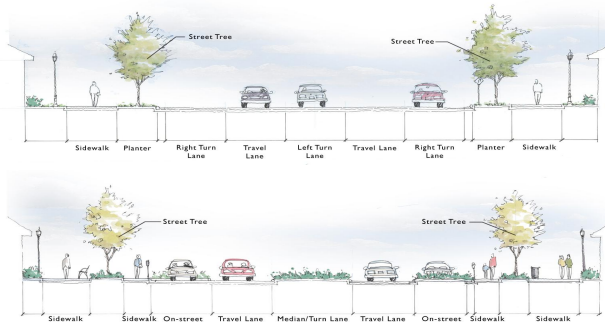 Street Tree
Street Tree
Sidewalk Planter Right Turn Lane Travel Lane Left Turn Lane Travel Lane Right Turn Lane Planter Sidewalk
Street Tree
Street Tree
Sidewalk Sidewalk On-street Travel Lane Median/Turn Lane Travel Lane On-street Sidewalk Sidewalk